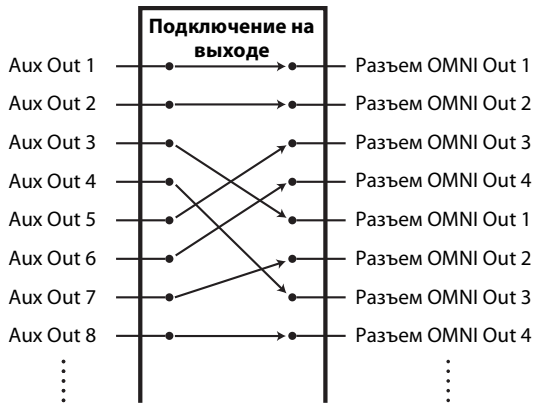 Подключение на
выходе
Aux Out 1 Разъем OMNI Out 1
Aux Out 2 Разъем OMNI Out 2
Aux Out 3 Разъем OMNI Out 3
Aux Out 4 Разъем OMNI Out 4
Aux Out 5 Разъем OMNI Out 1
Aux Out 6 Разъем OMNI Out 2
Aux Out 7 Разъем OMNI Out 3
Aux Out 8 Разъем OMNI Out 4